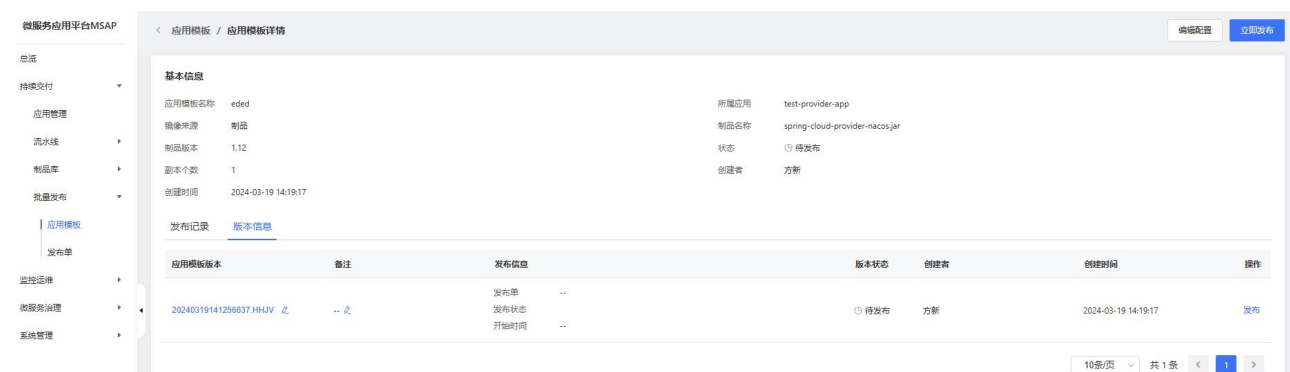 微服务应用平台MSAP
应用模板 / 应用模板详情
编辑配置 立即发布
总览
持续交付
应用管理
流水线
制品库
批量发布
应用模板
发布单
监控运维
微服务治理
系统管理
基本信息
应用模板名称 eded 所属应用 test-provider-app
镜像来源 制品 制品名称 spring-cloud-provider-nacos.jar
制品版本 1.12 状态 待发布
副本个数 1 创建者 方新
创建时间 2024-03-19 14:19:17
发布记录 版本信息
应用模板版本 备注 发布信息 版本状态 创建者 创建时间 操作
发布单 --
20240319141256637.HHJV -- 发布状态 待发布 方新 2024-03-19 14:19:17 发布
开始时间 --
10条/页 共 1 条 < 1 >